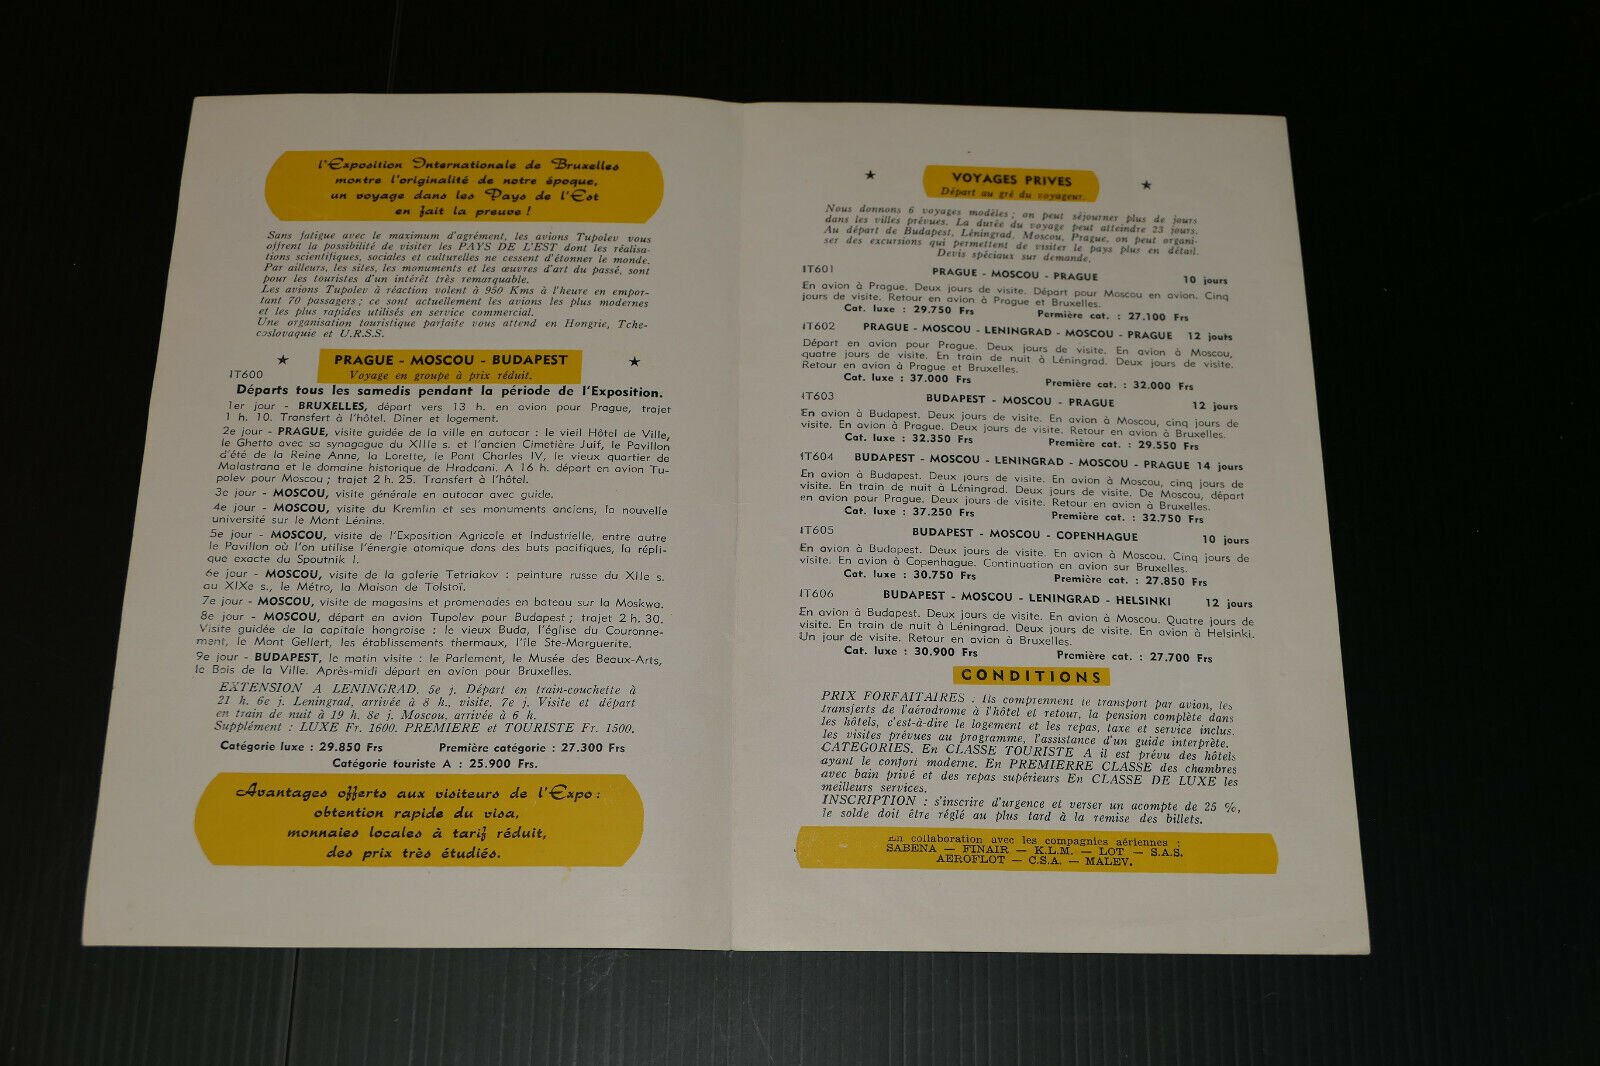 l'Exposition Internationale de Bruxelles
montre l'originalité de notre époque,
un voyage dans les Pays de l'Est
en fait la preuve !
Sans fatigue avec le maximum d'agrément, les avions Tupolev vous
offrent la possibilité de visiter les PAYS DE L'EST dont les réalisa-
tions scientifiques, sociales et culturelles ne cessent d'étonner le monde.
Par ailleurs, les sites, les monuments et les œuvres d'art du passé, sont
pour les touristes d'un intérêt très remarquable.
Les avions Tupolev à réaction volent à 950 Kms à l'heure en empor-
tant 70 passagers ; ce sont actuellement les avions les plus modernes
et les plus rapides utilisés en service commercial.
Une organisation touristique parfaite vous attend en Hongrie, Tche-
coslovaquie et U.R.S.S.
★ PRAGUE - MOSCOU - BUDAPEST ★
Voyage en groupe à prix réduit.
1T600
Départs tous les samedis pendant la période de l'Exposition.
1er jour - BRUXELLES, départ vers 13 h. en avion pour Prague, trajet
1 h. 10. Transfert à l'hôtel. Dîner et logement.
2e jour - PRAGUE, visite guidée de la ville en autocar : le vieil Hôtel de Ville,
le Ghetto avec sa synagogue du XIIIe s. et l'ancien Cimetière Juif, le Pavillon
d'été de la Reine Anne, la Lorette, le Pont Charles IV, le vieux quartier de
Malastrana et le domaine historique de Hradcani. A 16 h. départ en avion Tu-
polev pour Moscou ; trajet 2 h. 25. Transfert à l'hôtel.
3e jour - MOSCOU, visite générale en autocar avec guide.
4e jour - MOSCOU, visite du Kremlin et ses monuments anciens, la nouvelle
université sur le Mont Lénine.
5e jour - MOSCOU, visite de l'Exposition Agricole et Industrielle, entre autre
le Pavillon où l'on utilise l'énergie atomique dans des buts pacifiques, la répli-
que exacte du Spoutnik I.
6e jour - MOSCOU, visite de la galerie Tetriakov : peinture russe du XIIe s.
au XIXe s., le Métro, la Maison de Tolstoï.
7e jour - MOSCOU, visite de magasins et promenades en bateau sur la Moskwa.
8e jour - MOSCOU, départ en avion Tupolev pour Budapest ; trajet 2 h. 30.
Visite guidée de la capitale hongroise : le vieux Buda, l'église du Couronne-
ment, le Mont Gellert, les établissements thermaux, l'île Ste-Marguerite.
9e jour - BUDAPEST, le matin visite : le Parlement, le Musée des Beaux-Arts,
le Bois de la Ville. Après-midi départ en avion pour Bruxelles.
EXTENSION A LENINGRAD, 5e j. Départ en train-couchette à
21 h. 6e j. Leningrad, arrivée à 8 h., visite, 7e j. Visite et départ
en train de nuit à 19 h. 8e j. Moscou, arrivée à 6 h.
Supplément : LUXE Fr. 1600. PREMIERE et TOURISTE Fr. 1500.
Catégorie luxe : 29.850 Frs Première catégorie : 27.300 Frs
Catégorie touriste A : 25.900 Frs.
Avantages offerts aux visiteurs de l'Expo :
obtention rapide du visa,
monnaies locales à tarif réduit,
des prix très étudiés.
★ VOYAGES PRIVES ★
Départ au gré du voyageur.
Nous donnons 6 voyages modèles ; on peut séjourner plus de jours
dans les villes prévues. La durée du voyage peut atteindre 23 jours.
Au départ de Budapest, Léningrad, Moscou, Prague, on peut organi-
ser des excursions qui permettent de visiter le pays plus en détail.
Devis spéciaux sur demande.
1T601 PRAGUE - MOSCOU - PRAGUE 10 jours
En avion à Prague. Deux jours de visite. Départ pour Moscou en avion. Cinq
jours de visite. Retour en avion à Prague et Bruxelles.
Cat. luxe : 29.750 Frs Permière cat. : 27.100 Frs
1T602 PRAGUE - MOSCOU - LENINGRAD - MOSCOU - PRAGUE 12 jours
Départ en avion pour Prague. Deux jours de visite. En avion à Moscou,
quatre jours de visite. En train de nuit à Léningrad. Deux jours de visite.
Retour en avion à Prague et Bruxelles.
Cat. luxe : 37.000 Frs Première cat. : 32.000 Frs
1T603 BUDAPEST - MOSCOU - PRAGUE 12 jours
En avion à Budapest. Deux jours de visite. En avion à Moscou, cinq jours de
visite. En avion à Prague. Deux jours de visite. Retour en avion à Bruxelles.
Cat. luxe : 32.350 Frs Première cat. : 29.550 Frs
1T604 BUDAPEST - MOSCOU - LENINGRAD - MOSCOU - PRAGUE 14 jours
En avion à Budapest. Deux jours de visite. En avion à Moscou, cinq jours de
visite. En train de nuit à Léningrad. Deux jours de visite. De Moscou, départ
en avion pour Prague. Deux jours de visite. Retour en avion à Bruxelles.
Cat. luxe : 37.250 Frs Première cat. : 32.750 Frs
1T605 BUDAPEST - MOSCOU - COPENHAGUE 10 jours
En avion à Budapest. Deux jours de visite. En avion à Moscou. Cinq jours de
visite. En avion à Copenhague. Continuation en avion sur Bruxelles.
Cat. luxe : 30.750 Frs Première cat. : 27.850 Frs
1T606 BUDAPEST - MOSCOU - LENINGRAD - HELSINKI 12 jours
En avion à Budapest. Deux jours de visite. En avion à Moscou. Quatre jours de
visite. En train de nuit à Léningrad. Deux jours de visite. En avion à Helsinki.
Un jour de visite. Retour en avion à Bruxelles.
Cat. luxe : 30.900 Frs Première cat. : 27.700 Frs
CONDITIONS
PRIX FORFAITAIRES : Ils comprennent le transport par avion, les
transferts de l'aérodrome à l'hôtel et retour, la pension complète dans
les hôtels, c'est-à-dire le logement et les repas, taxe et service inclus,
les visites prévues au programme, l'assistance d'un guide interprète.
CATEGORIES. En CLASSE TOURISTE A il est prévu des hôtels
ayant le confort moderne. En PREMIERRE CLASSE des chambres
avec bain privé et des repas supérieurs En CLASSE DE LUXE les
meilleurs services.
INSCRIPTION : s'inscrire d'urgence et verser un acompte de 25 %,
le solde doit être réglé au plus tard à la remise des billets.
En collaboration avec les compagnies aériennes :
SABENA — FINAIR — K.L.M. — LOT — S.A.S.
AEROFLOT — C.S.A. — MALEV.